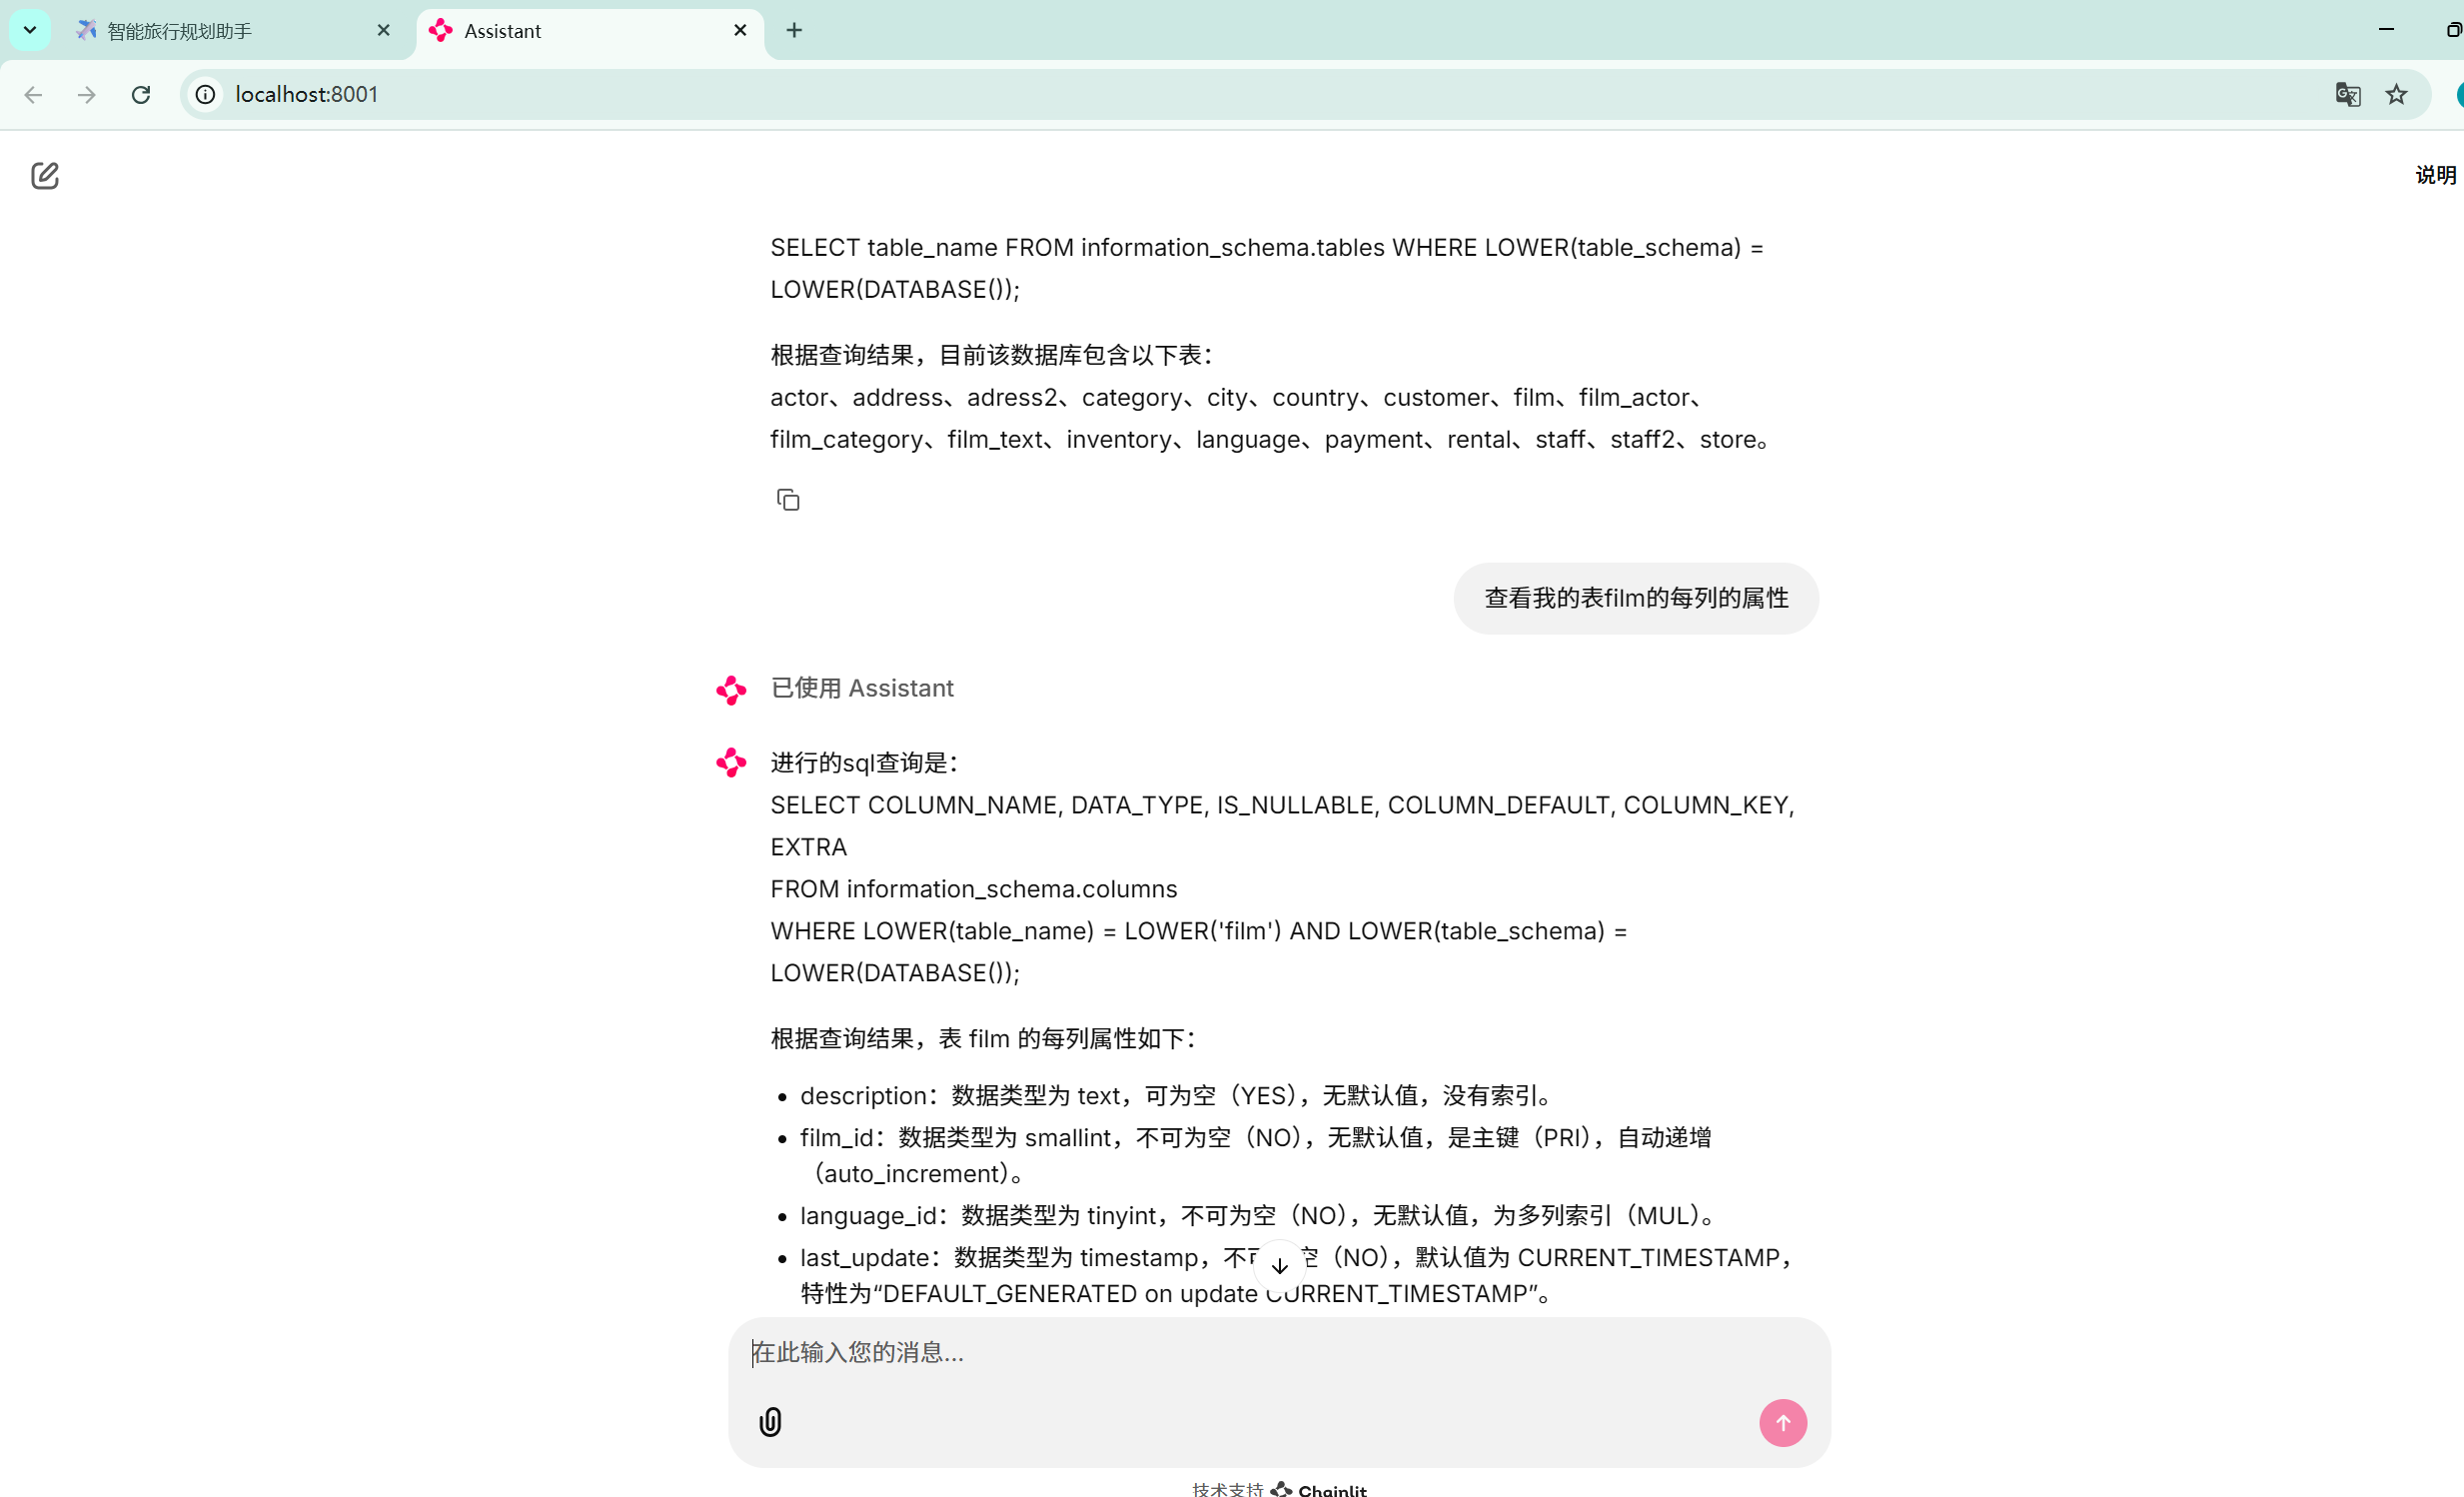 智能旅行规划助手
Assistant
localhost:8001
说明
SELECT table_name FROM information_schema.tables WHERE LOWER(table_schema) =
LOWER(DATABASE());
根据查询结果，目前该数据库包含以下表：
actor、address、adress2、category、city、country、customer、film、film_actor、
film_category、film_text、inventory、language、payment、rental、staff、staff2、store。
查看我的表film的每列的属性
已使用 Assistant
进行的sql查询是：
SELECT COLUMN_NAME, DATA_TYPE, IS_NULLABLE, COLUMN_DEFAULT, COLUMN_KEY,
EXTRA
FROM information_schema.columns
WHERE LOWER(table_name) = LOWER('film') AND LOWER(table_schema) =
LOWER(DATABASE());
根据查询结果，表 film 的每列属性如下：
• description：数据类型为 text，可为空（YES），无默认值，没有索引。
• film_id：数据类型为 smallint，不可为空（NO），无默认值，是主键（PRI），自动递增
（auto_increment）。
• language_id：数据类型为 tinyint，不可为空（NO），无默认值，为多列索引（MUL）。
• last_update：数据类型为 timestamp，不可空（NO），默认值为 CURRENT_TIMESTAMP，
特性为“DEFAULT_GENERATED on update CURRENT_TIMESTAMP”。
在此输入您的消息...
技术支持 Chainlit